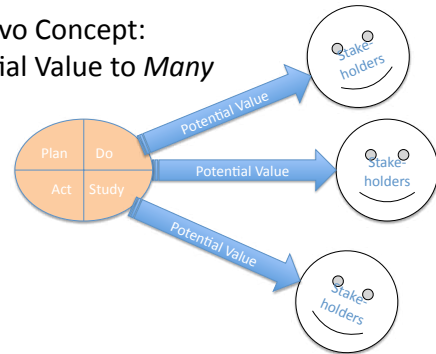 vo Concept:
ial Value to Many
Plan Do
Act Study
Potential Value
Potential Value
Potential Value
Stake-
holders
Stake-
holders
Stake-
holders